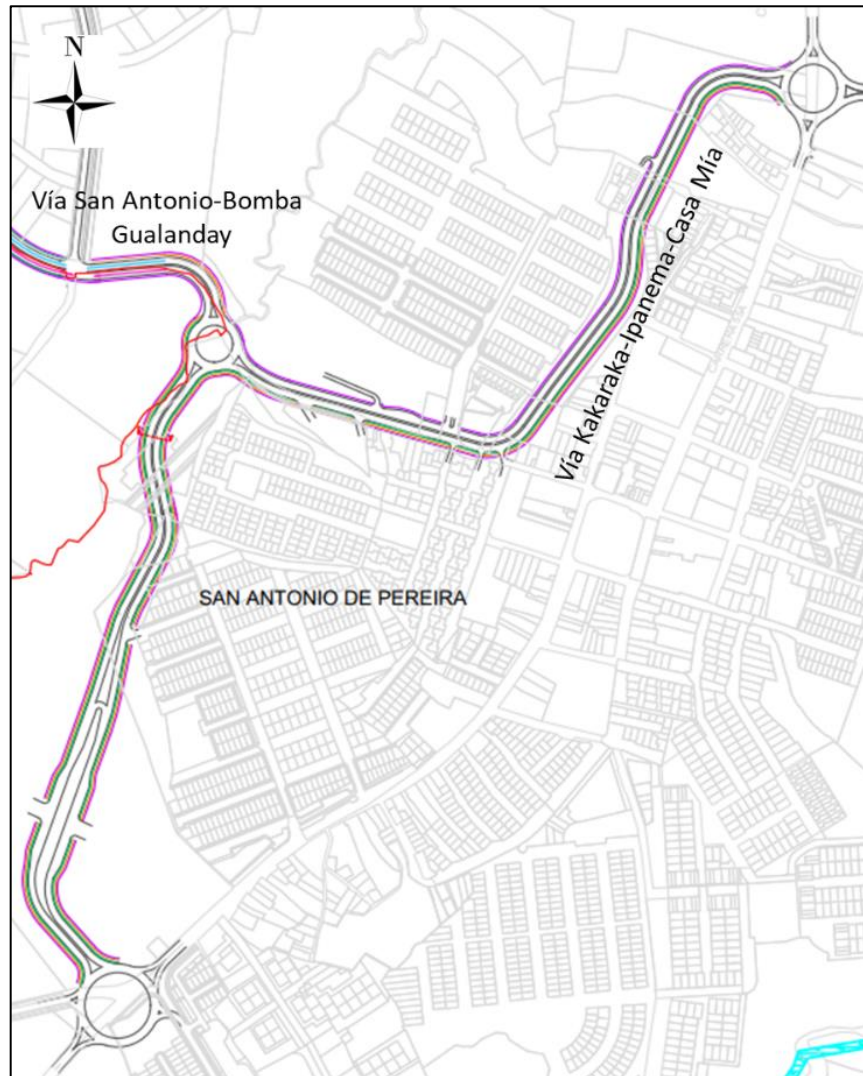 N
Vía San Antonio-Bomba
Gualanday
Vía Kakaraka-Ipanema-Casa Mía
SAN ANTONIO DE PEREIRA